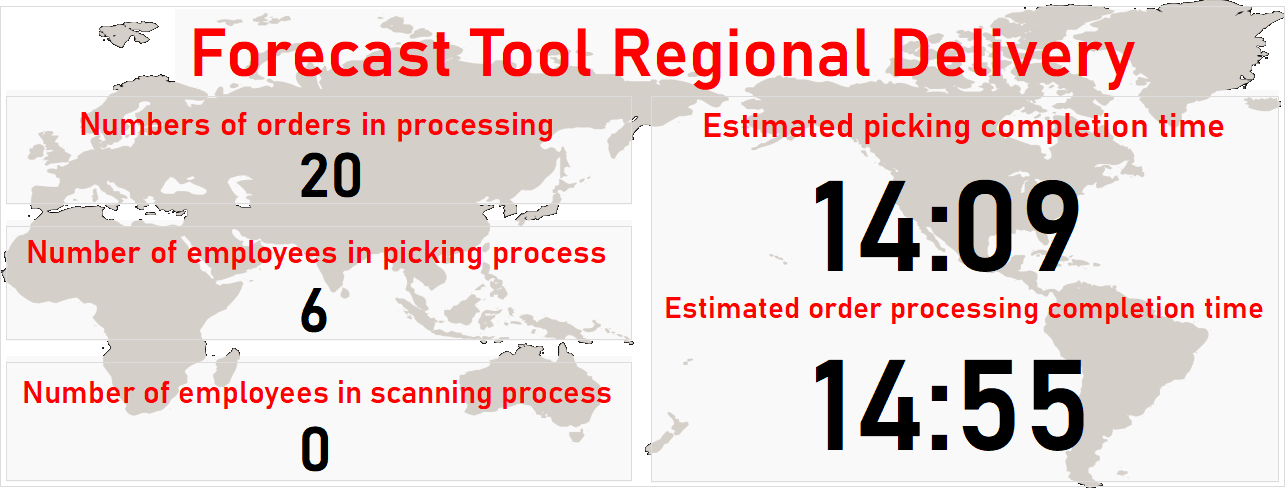 Forecast Tool Regional Delivery
Numbers of orders in processing
20
Number of employees in picking process
6
Number of employees in scanning process
0
Estimated picking completion time
14:09
Estimated order processing completion time
14:55